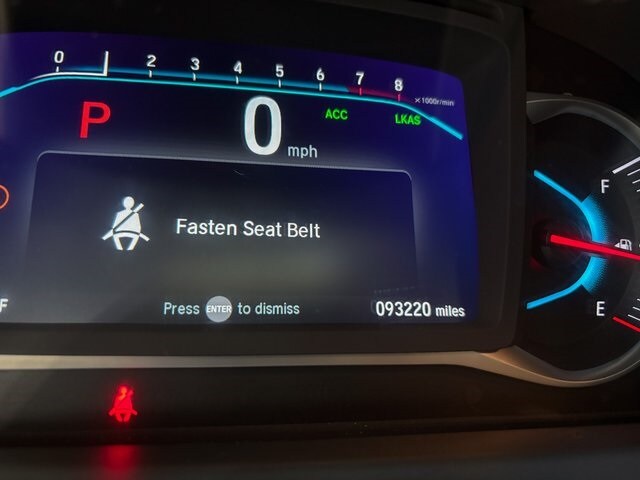 0 2 3 4 5 6 7 8
×1000r/min
P 0 mph ACC LKAS
Fasten Seat Belt
Press ENTER to dismiss
093220 miles
F
F
E